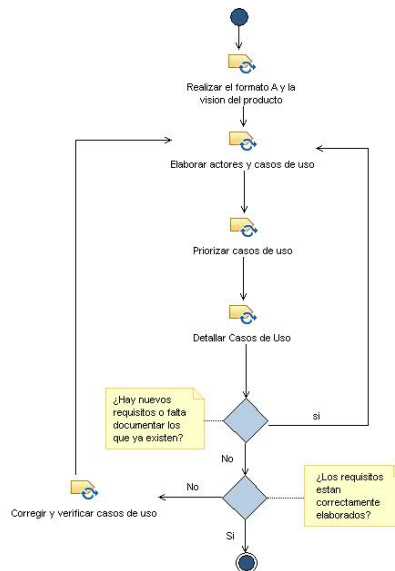 Realizar el formato A y la
vision del producto
Elaborar actores y casos de uso
Priorizar casos de uso
Detallar Casos de Uso
¿Hay nuevos
requisitos o falta
documentar los
que ya existen?
si
No
¿Los requisitos
estan
correctamente
elaborados?
No
Corregir y verificar casos de uso
Si